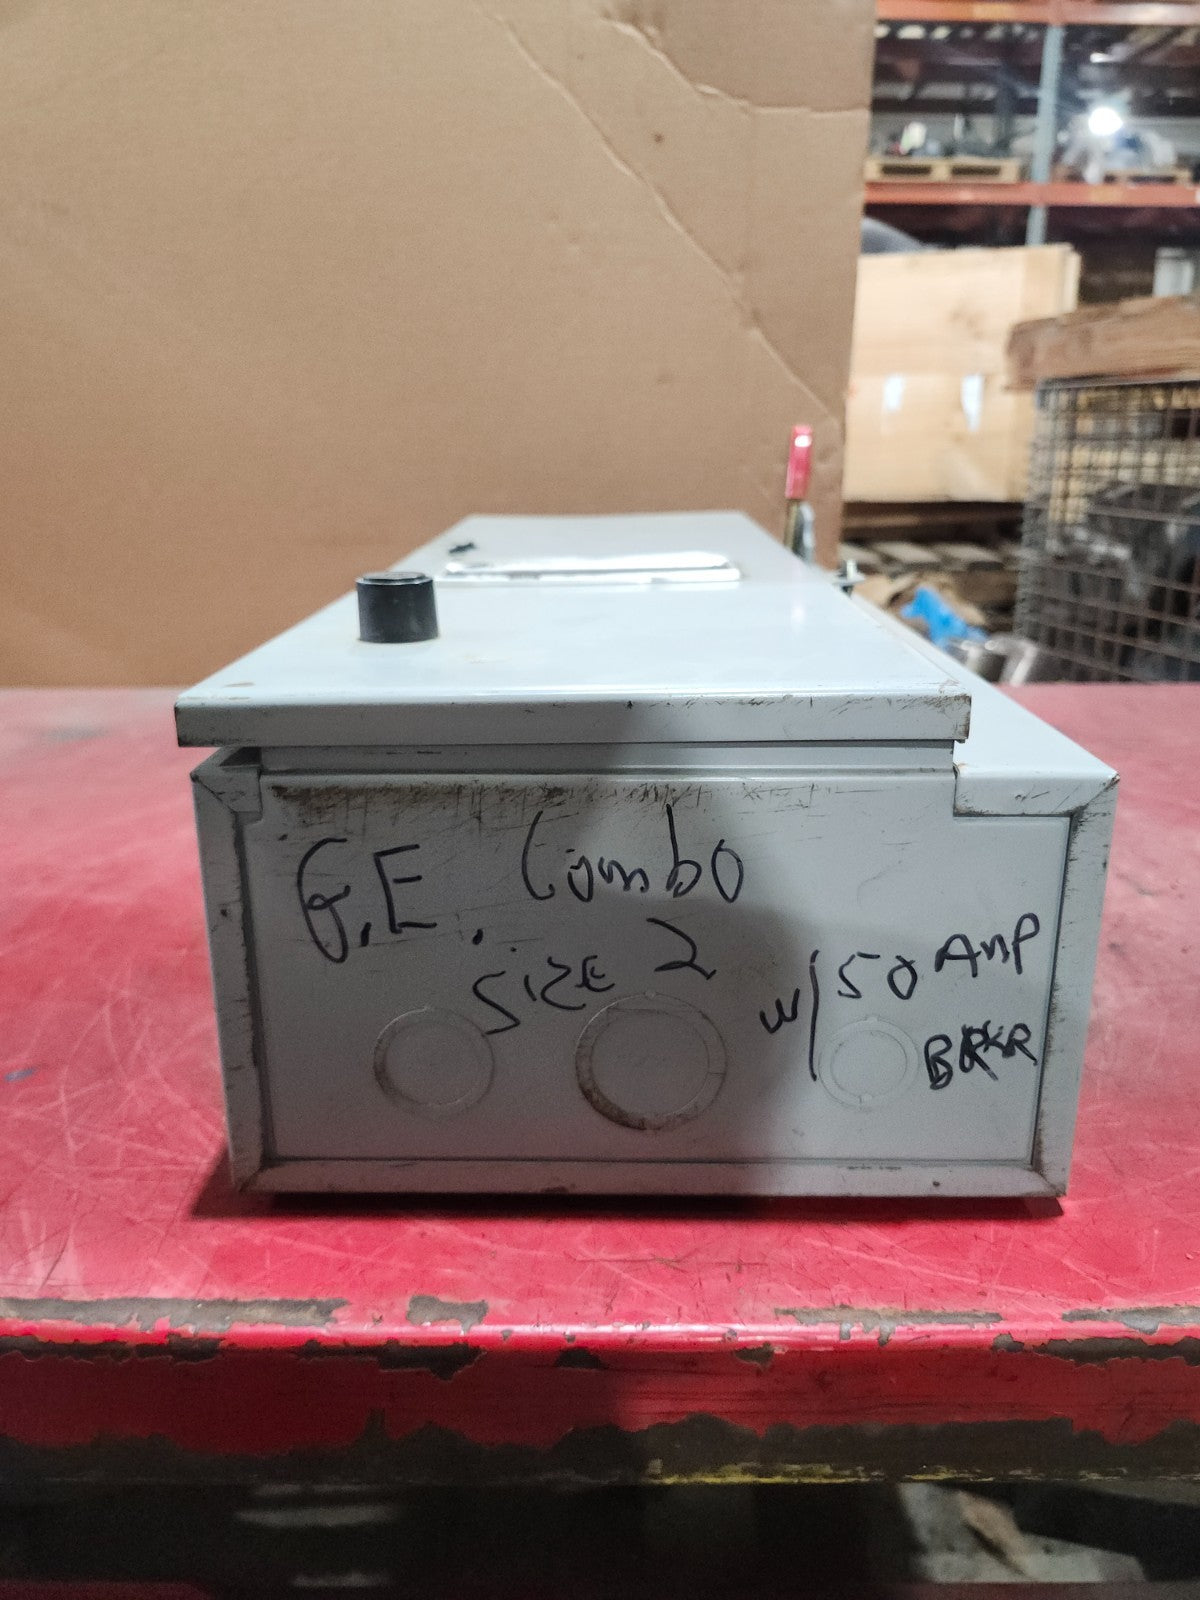 G.E. Combo
SIZE 2
w/ 50 Amp
BRKR